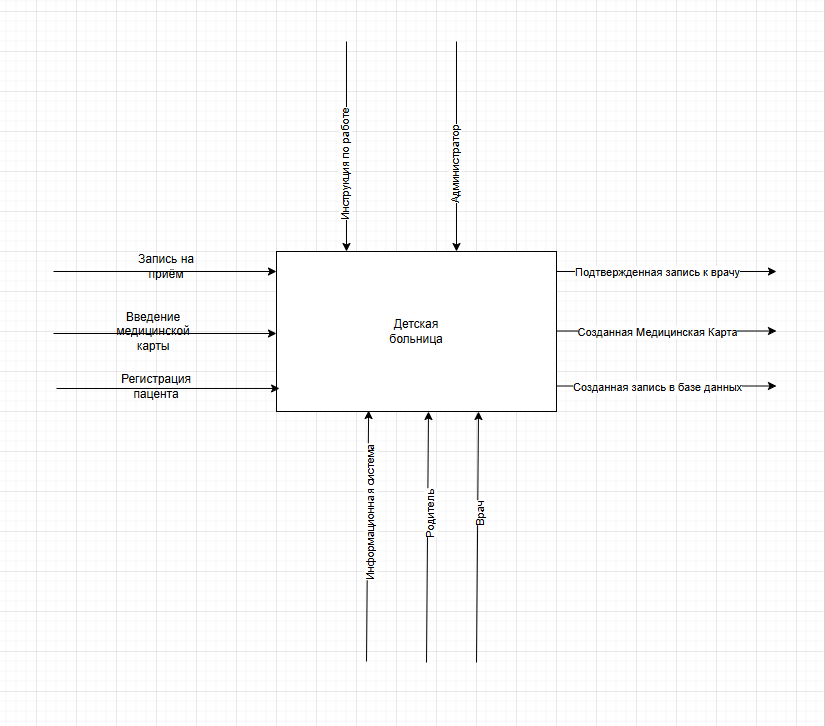 Инструкция по работе
Администратор
Запись на
приём
Введение
медицинской
карты
Регистрация
пацента
Детская
больница
Подтвержденная запись к врачу
Созданная Медицинская Карта
Созданная запись в базе данных
Информационная система
Родитель
Врач